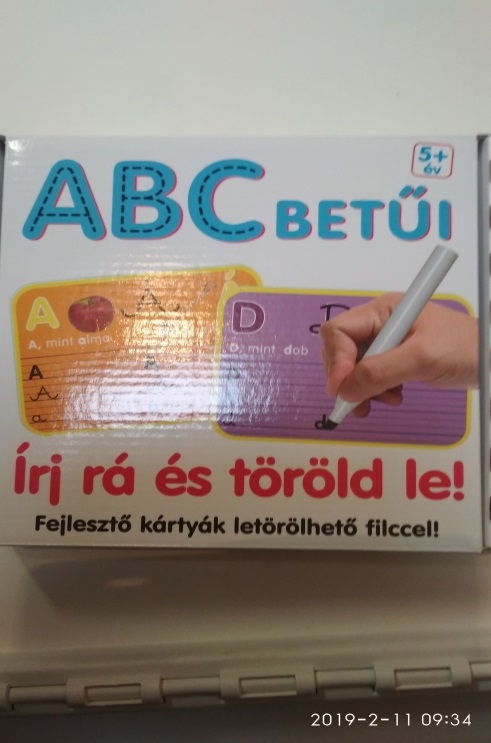 5+
év
ABC BETŰI
A
A, mint alma
A
A
a
D
D, mint dob
D
d
Írj rá és töröld le!
Fejlesztő kártyák letörölhető filccel!
2019-2-11 09:34